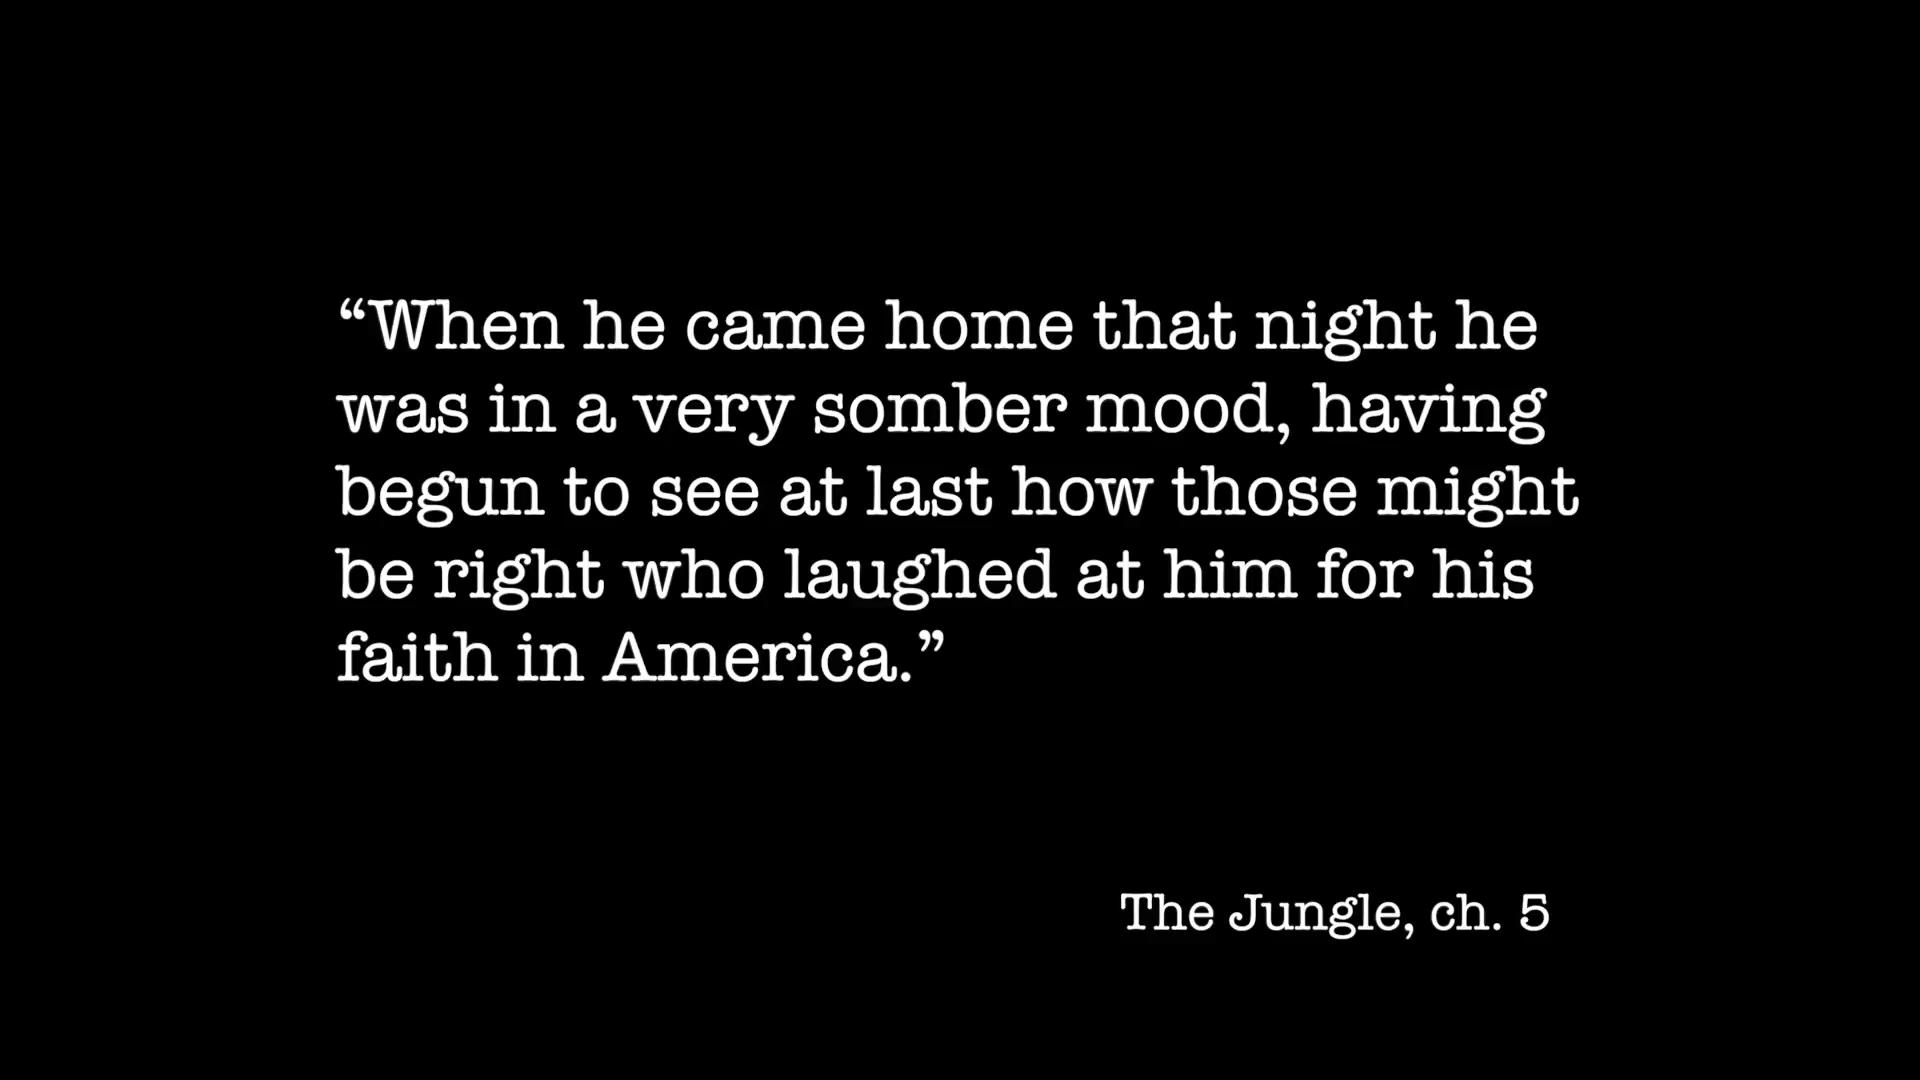 “When he came home that night he
was in a very somber mood, having
begun to see at last how those might
be right who laughed at him for his
faith in America.”
The Jungle, ch. 5